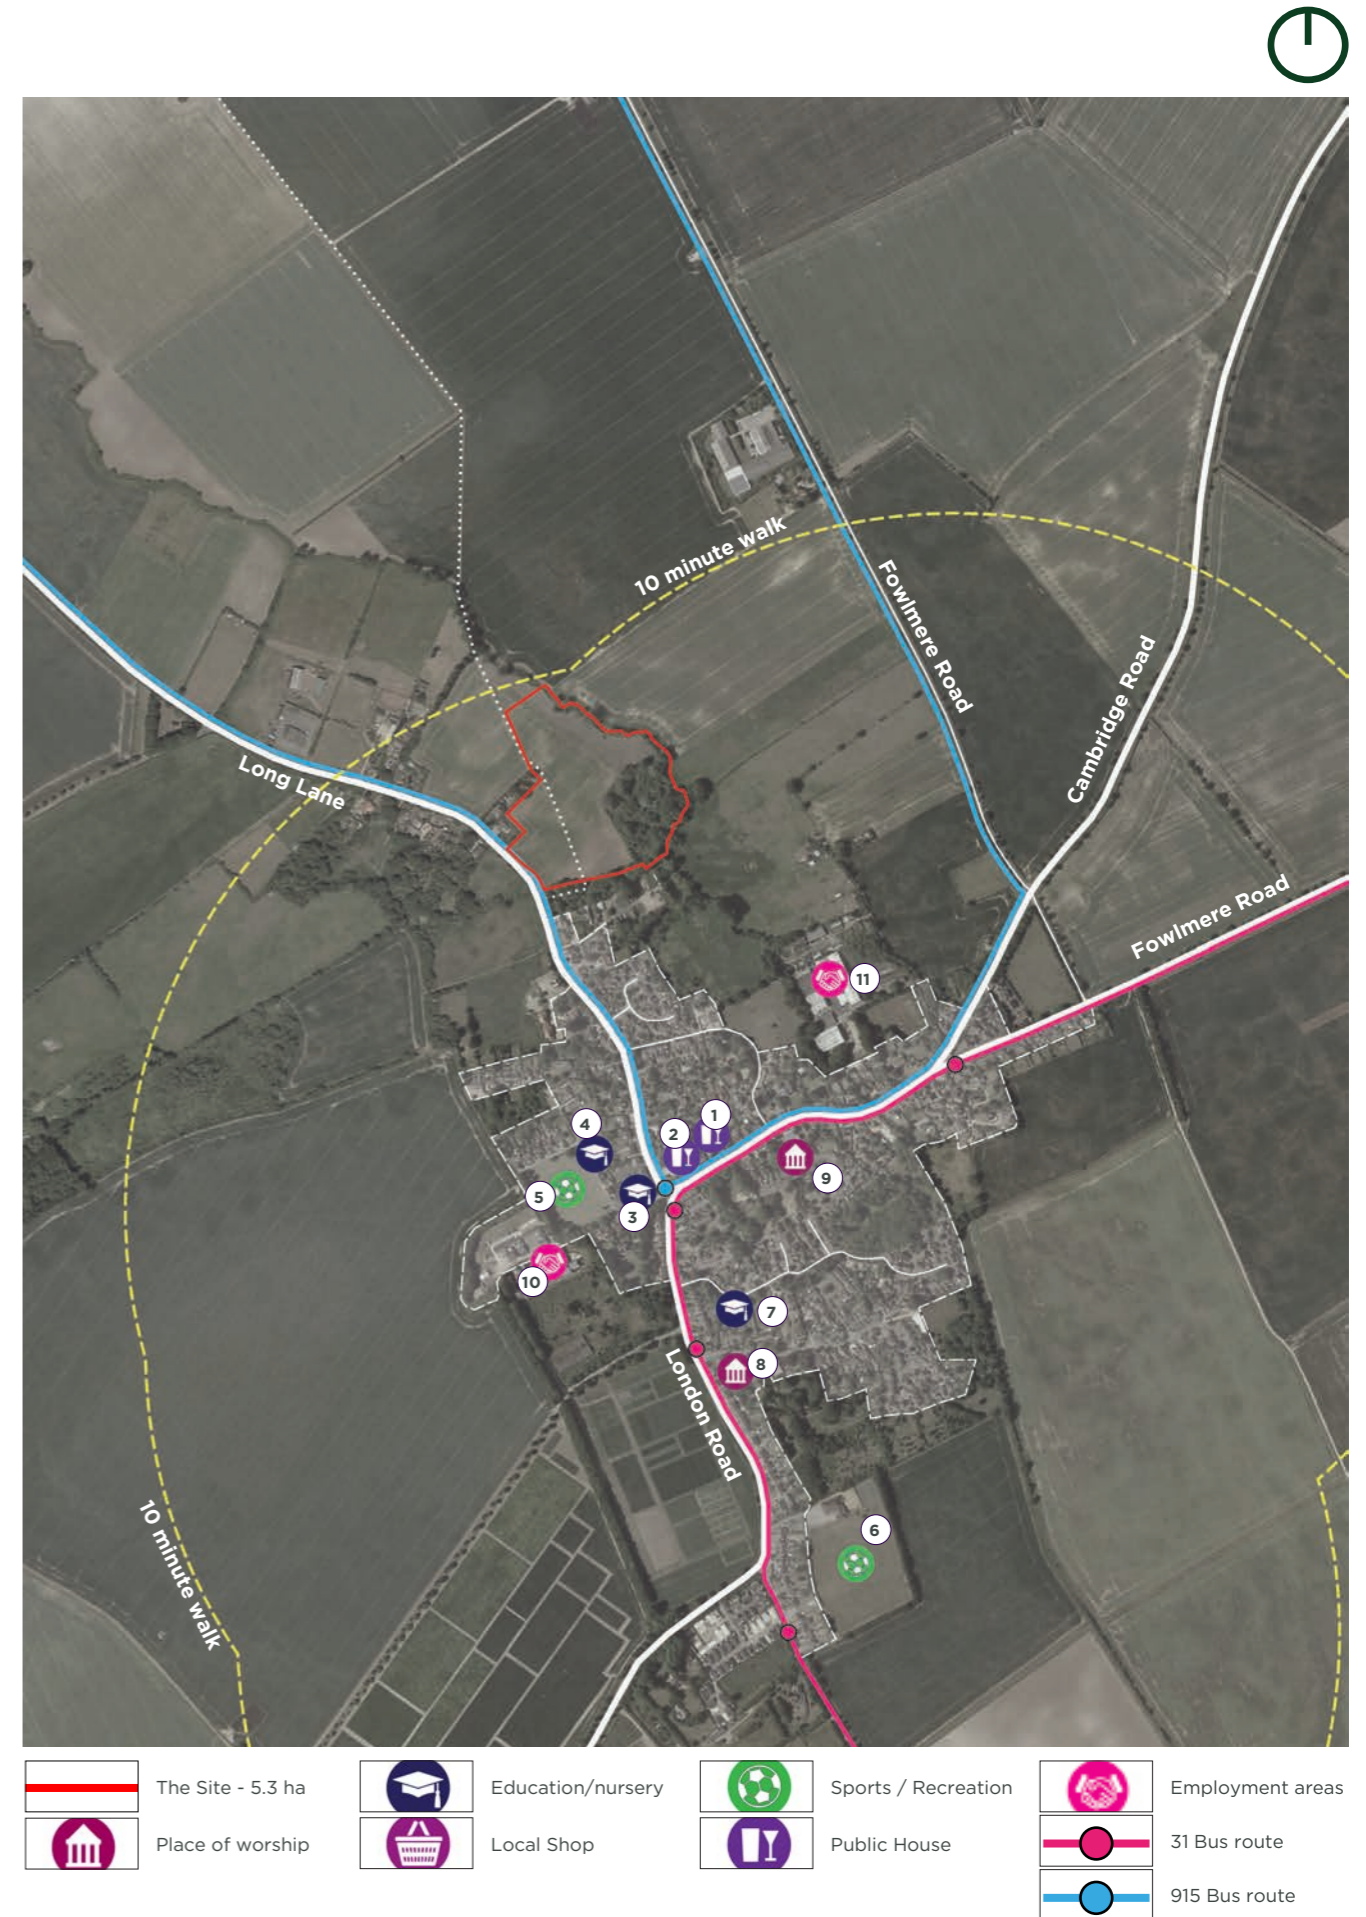 10 minute walk
Fowlmere Road
Cambridge Road
Long Lane
Fowlmere Road
11
1
4
2
9
5
3
10
7
8
London Road
6
10 minute walk
The Site - 5.3 ha
Education/nursery
Sports / Recreation
Employment areas
Place of worship
Local Shop
Public House
31 Bus route
915 Bus route